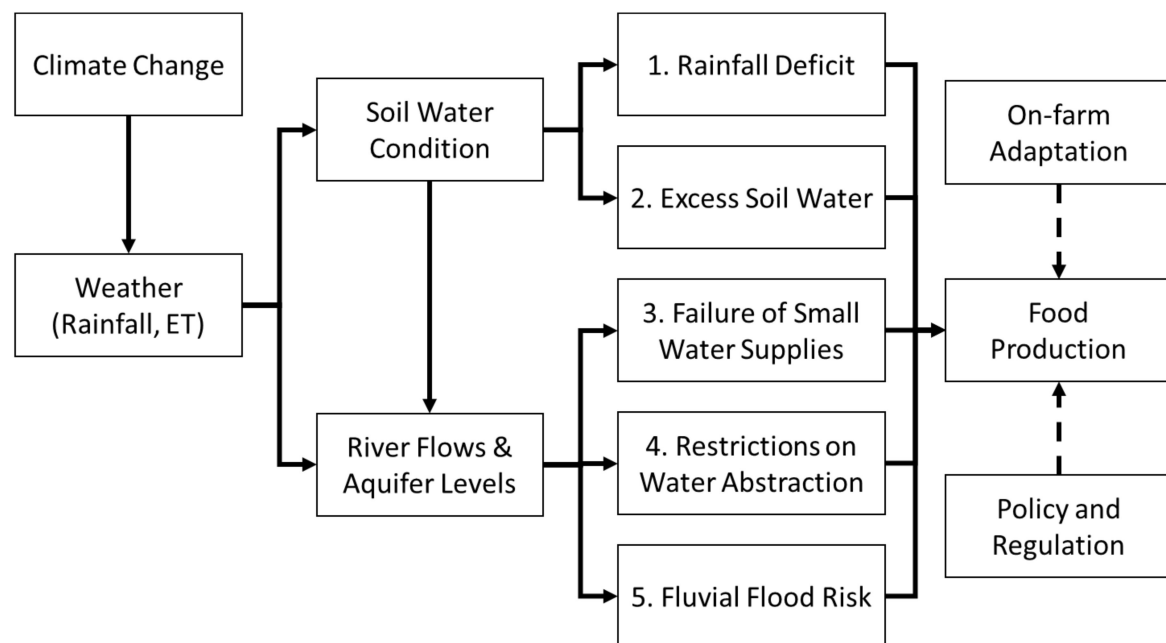 Climate Change
Weather
(Rainfall, ET)
Soil Water
Condition
River Flows &
Aquifer Levels
1. Rainfall Deficit
2. Excess Soil Water
3. Failure of Small
Water Supplies
4. Restrictions on
Water Abstraction
5. Fluvial Flood Risk
On-farm
Adaptation
Food
Production
Policy and
Regulation